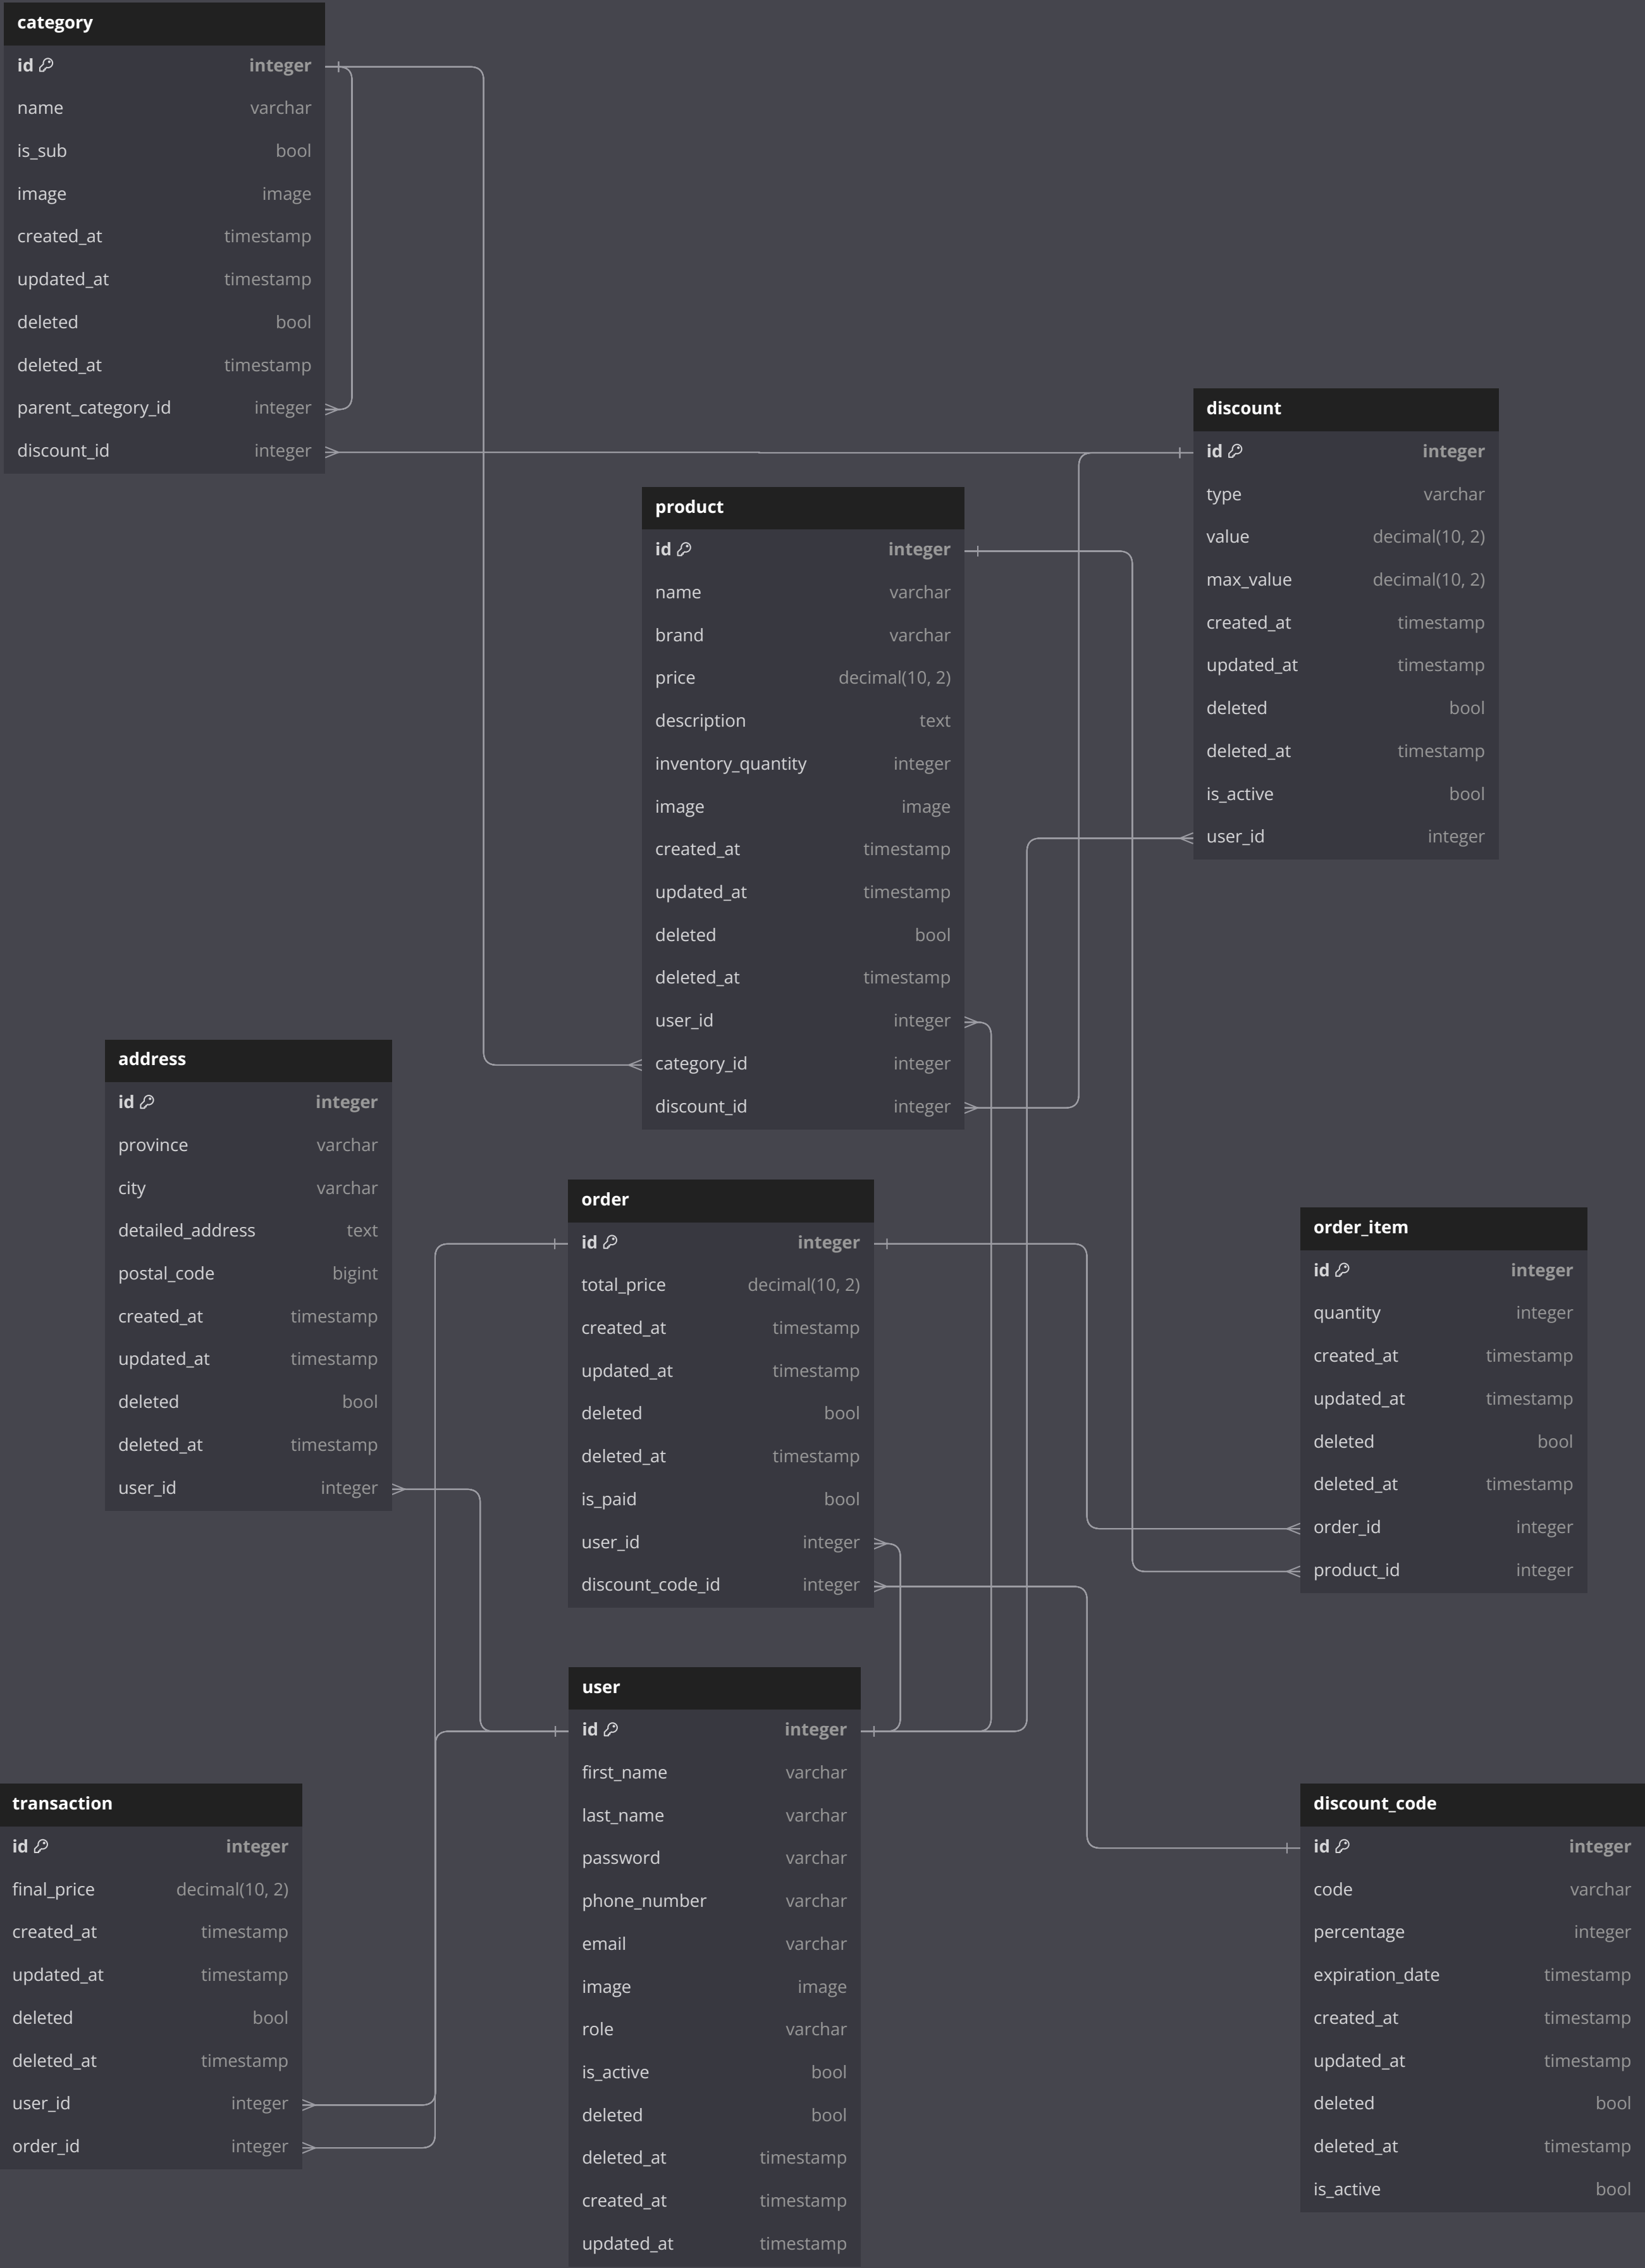 category
id integer
name varchar
is_sub bool
image image
created_at timestamp
updated_at timestamp
deleted bool
deleted_at timestamp
parent_category_id integer
discount_id integer
discount
id integer
type varchar
value decimal(10, 2)
max_value decimal(10, 2)
created_at timestamp
updated_at timestamp
deleted bool
deleted_at timestamp
is_active bool
user_id integer
product
id integer
name varchar
brand varchar
price decimal(10, 2)
description text
inventory_quantity integer
image image
created_at timestamp
updated_at timestamp
deleted bool
deleted_at timestamp
user_id integer
category_id integer
discount_id integer
address
id integer
province varchar
city varchar
detailed_address text
postal_code bigint
created_at timestamp
updated_at timestamp
deleted bool
deleted_at timestamp
user_id integer
order
id integer
total_price decimal(10, 2)
created_at timestamp
updated_at timestamp
deleted bool
deleted_at timestamp
is_paid bool
user_id integer
discount_code_id integer
order_item
id integer
quantity integer
created_at timestamp
updated_at timestamp
deleted bool
deleted_at timestamp
order_id integer
product_id integer
user
id integer
first_name varchar
last_name varchar
password varchar
phone_number varchar
email varchar
image image
role varchar
is_active bool
deleted bool
deleted_at timestamp
created_at timestamp
updated_at timestamp
transaction
id integer
final_price decimal(10, 2)
created_at timestamp
updated_at timestamp
deleted bool
deleted_at timestamp
user_id integer
order_id integer
discount_code
id integer
code varchar
percentage integer
expiration_date timestamp
created_at timestamp
updated_at timestamp
deleted bool
deleted_at timestamp
is_active bool